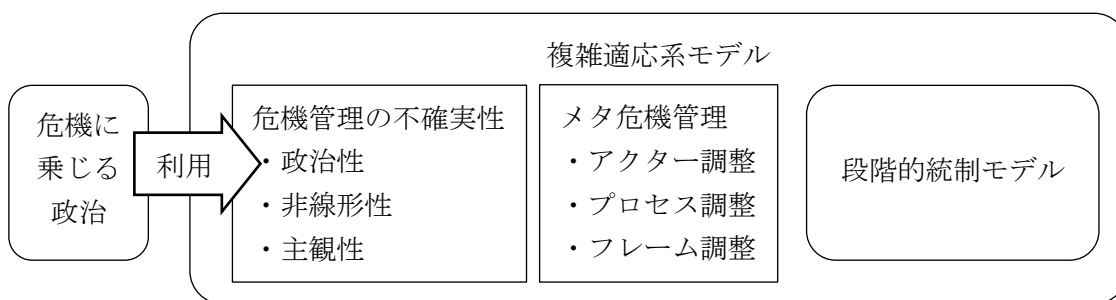 複雑適応系モデル
危機に
乗じる
政治
利用
危機管理の不確実性
・政治性
・非線形性
・主観性
メタ危機管理
・アクター調整
・プロセス調整
・フレーム調整
段階的統制モデル